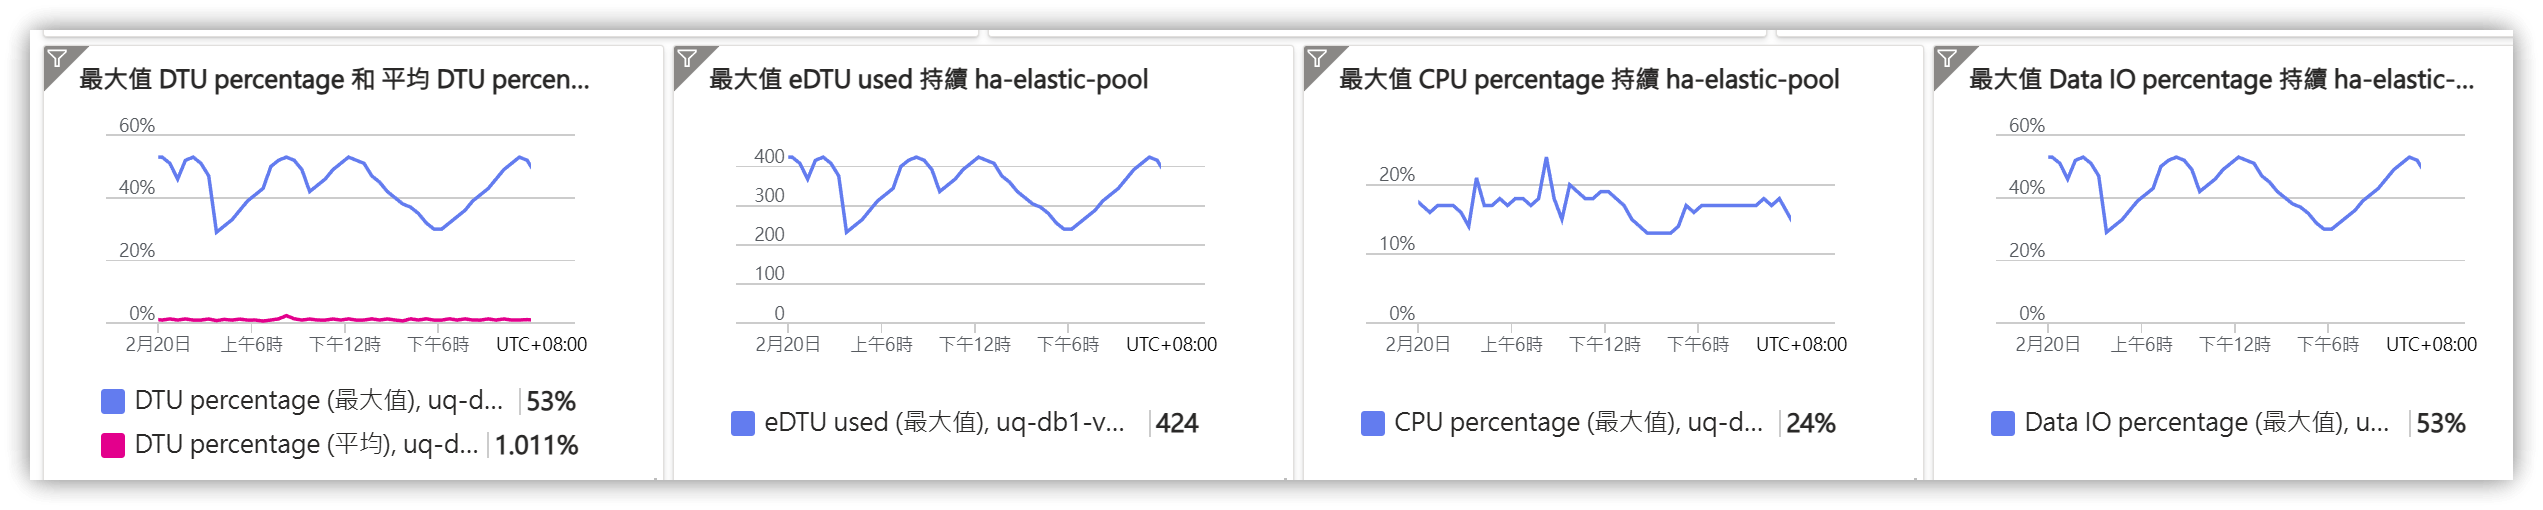 最大值 DTU percentage 和 平均 DTU percen...
60%
40%
20%
0%
2月20日 上午6時 下午12時 下午6時 UTC+08:00
DTU percentage (最大值), uq-d... 53%
DTU percentage (平均), uq-d... 1.011%
最大值 eDTU used 持續 ha-elastic-pool
400
300
200
100
0
2月20日 上午6時 下午12時 下午6時 UTC+08:00
eDTU used (最大值), uq-db1-v... 424
最大值 CPU percentage 持續 ha-elastic-pool
20%
10%
0%
2月20日 上午6時 下午12時 下午6時 UTC+08:00
CPU percentage (最大值), uq-d... 24%
最大值 Data IO percentage 持續 ha-elastic-...
60%
40%
20%
0%
2月20日 上午6時 下午12時 下午6時 UTC+08:00
Data IO percentage (最大值), u... 53%